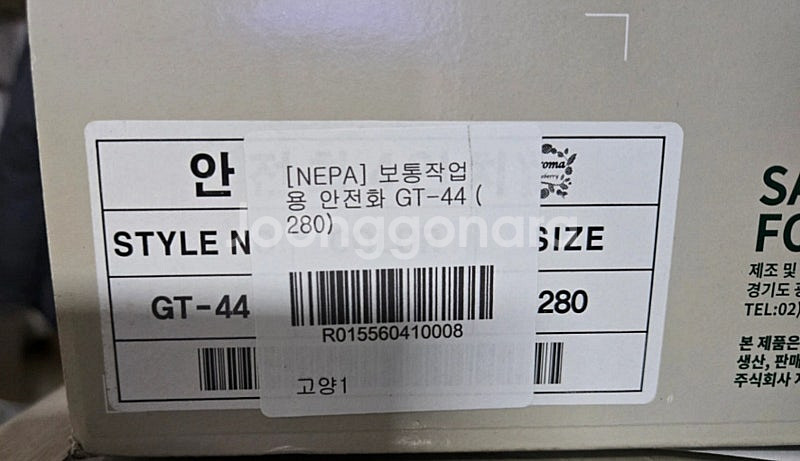 안
[NEPA] 보통작업
용 안전화 GT-44 (
280)
STYLE N
SIZE
GT-44
280
R015560410008
고양1
joonggonara
SA
FO
제조 및
경기도
TEL:02)
본 제품은
생산, 판매
주식회사